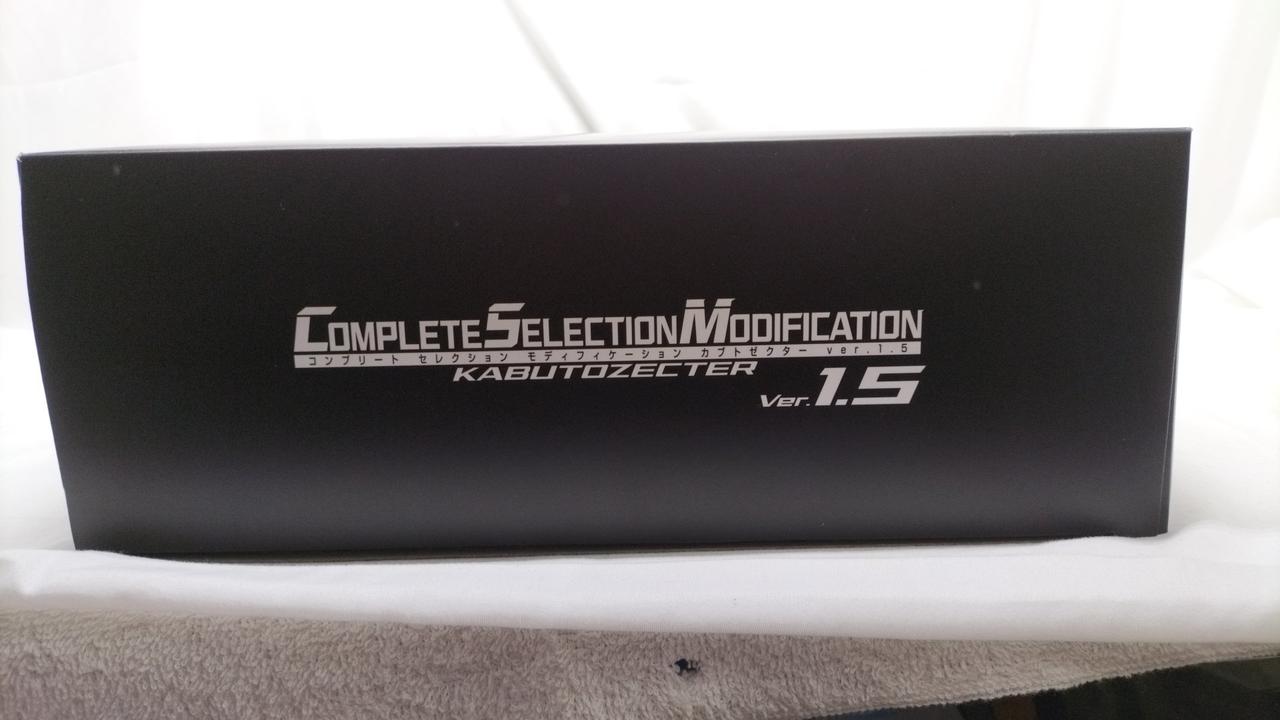 COMPLETE SELECTION MODIFICATION
コンプリート セレクション モディフィケーション カブトゼクター ver.1.5
KABUTOZECTER
Ver.1.5